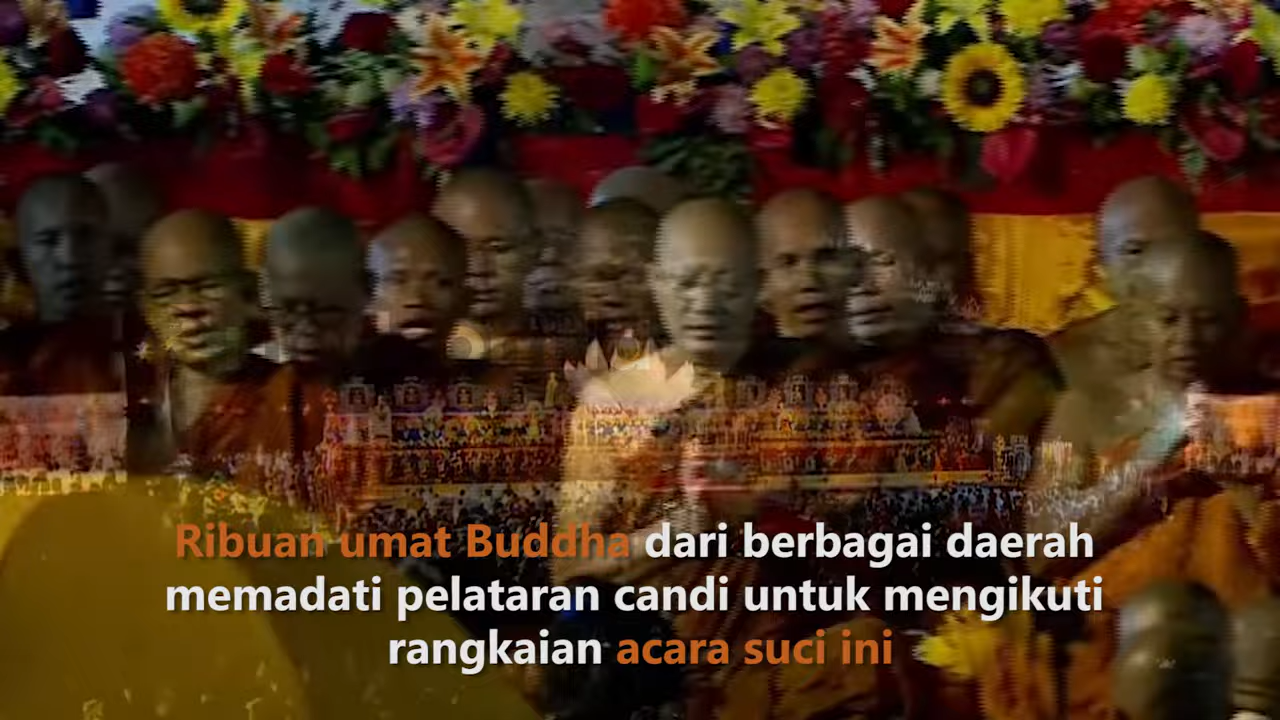 Ribuan umat Buddha dari berbagai daerah
memadati pelataran candi untuk mengikuti
rangkaian acara suci ini